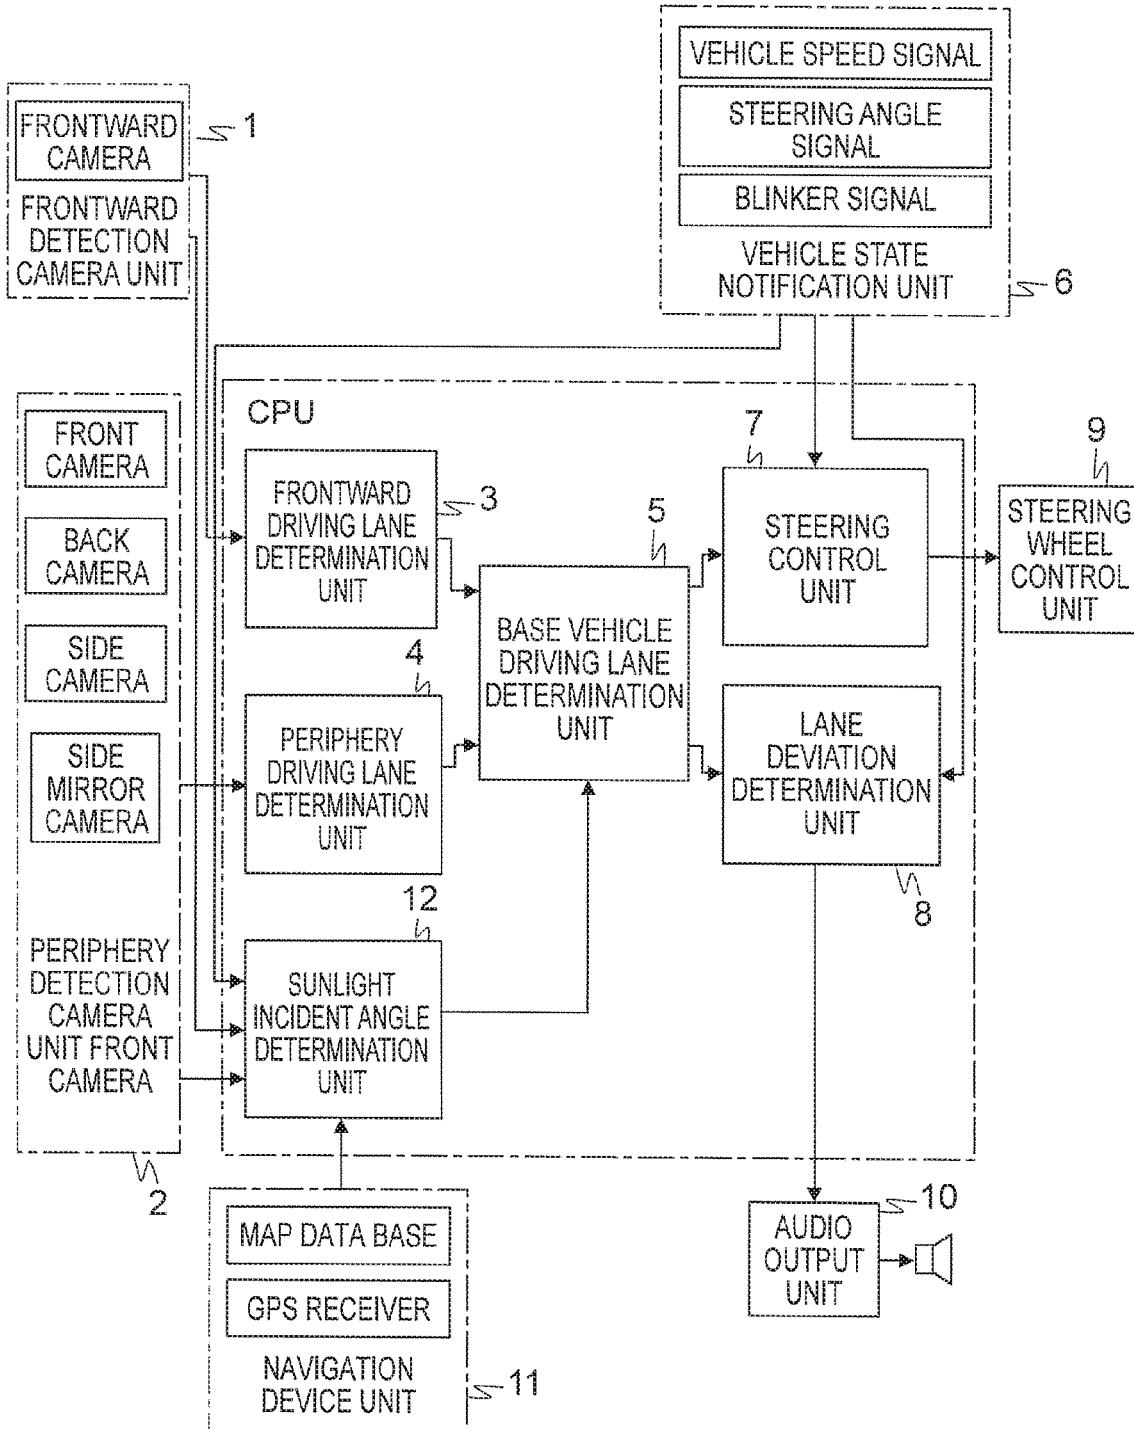 VEHICLE SPEED SIGNAL
STEERING ANGLE
SIGNAL
BLINKER SIGNAL
VEHICLE STATE
NOTIFICATION UNIT
6
FRONTWARD
CAMERA
1
FRONTWARD
DETECTION
CAMERA UNIT
CPU
FRONT
CAMERA
BACK
CAMERA
SIDE
CAMERA
SIDE
MIRROR
CAMERA
PERIPHERY
DETECTION
CAMERA
UNIT FRONT
CAMERA
2
FRONTWARD
DRIVING LANE
DETERMINATION
UNIT
3
4
PERIPHERY
DRIVING LANE
DETERMINATION
UNIT
12
SUNLIGHT
INCIDENT ANGLE
DETERMINATION
UNIT
5
BASE VEHICLE
DRIVING LANE
DETERMINATION
UNIT
7
STEERING
CONTROL
UNIT
LANE
DEVIATION
DETERMINATION
UNIT
8
9
STEERING
WHEEL
CONTROL
UNIT
10
AUDIO
OUTPUT
UNIT
MAP DATA BASE
GPS RECEIVER
NAVIGATION
DEVICE UNIT
11